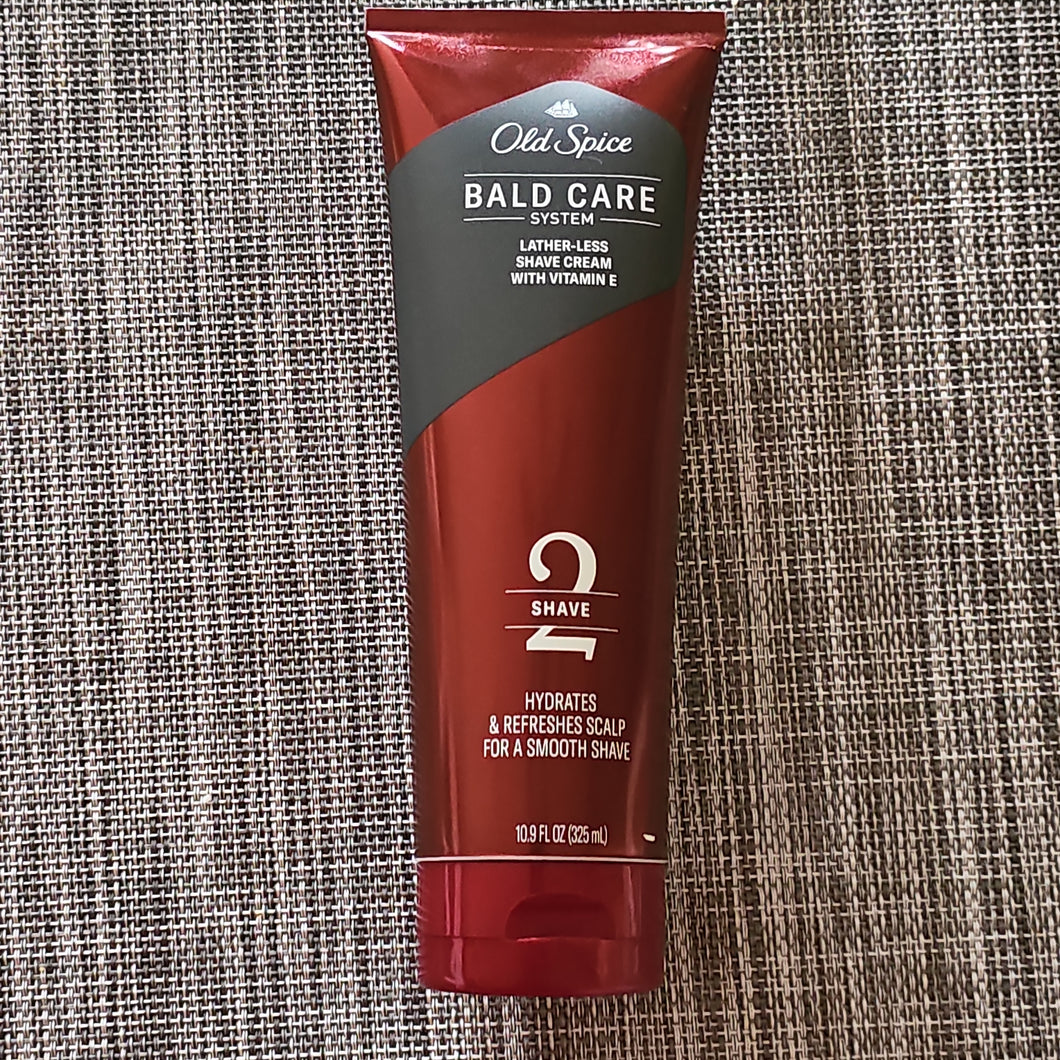 Old Spice
BALD CARE
SYSTEM
LATHER-LESS
SHAVE CREAM
WITH VITAMIN E
2
SHAVE
HYDRATES
& REFRESHES SCALP
FOR A SMOOTH SHAVE
10.9 FL OZ (325 mL)